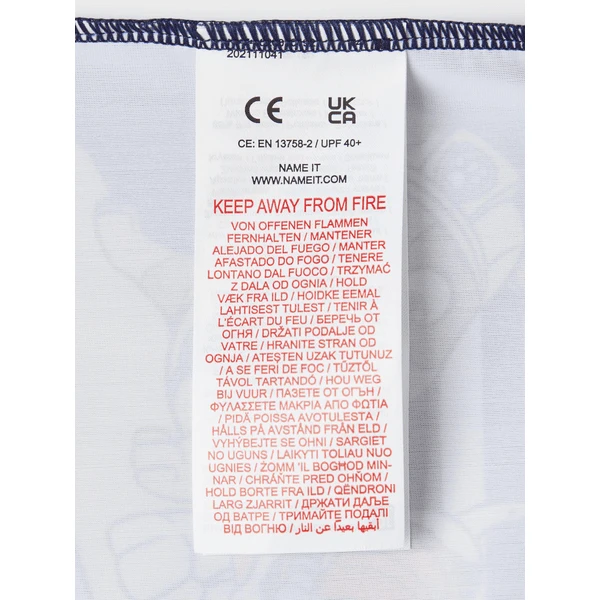 202111041
CE UK CA
CE: EN 13758-2 / UPF 40+
NAME IT
WWW.NAMEIT.COM
KEEP AWAY FROM FIRE
VON OFFENEN FLAMMEN
FERNHALTEN / MANTENER
ALEJADO DEL FUEGO / MANTER
AFASTADO DO FOGO / TENERE
LONTANO DAL FUOCO / TRZYMAĆ
Z DALA OD OGNIA / HOLD
VÆK FRA ILD / HOIDKE EEMAL
LAHTISEST TULEST / TENIR À
L'ÉCART DU FEU / БЕРЕЧЬ ОТ
ОГНЯ / DRŽATI PODALJE OD
VATRE / HRANITE STRAN OD
OGNJA / ATEŞTEN UZAK TUTUNUZ
/ A SE FERI DE FOC / TŰZTŐL
TÁVOL TARTANDÓ / HOU WEG
BIJ VUUR / ПАЗЕТЕ ОТ ОГЪН /
ΦΥΛΑΣΣΕΤΕ ΜΑΚΡΙΑ ΑΠΟ ΦΩΤΙΑ
/ PIDÄ POISSA AVOTULESTA /
HÅLLS PÅ AVSTÅND FRÅN ELD /
VYHÝBEJTE SE OHNI / SARGIET
NO UGUNS / LAIKYTI TOLIAU NUO
UGNIES / ŻOMM 'IL BOGĦOD MIN-
NAR / CHRÁŇTE PRED OHŇOM /
HOLD BORTE FRA ILD / QËNDRONI
LARG ZJARRIT / ДРЖАТИ ДАЉЕ
ОД ВАТРЕ / ТРИМАЙТЕ ПОДАЛІ
ВІД ВОГНЮ / أبقيها بعيدًا عن النار